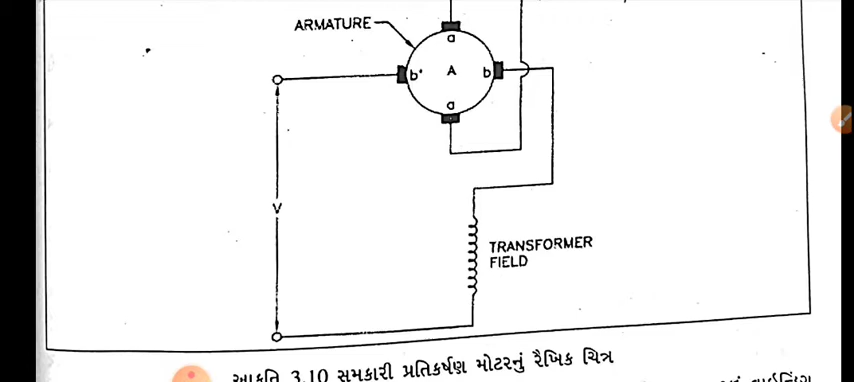 ARMATURE
a
b' A b
a
V
TRANSFORMER
FIELD
આકૃતિ 3.10 સમકારી પ્રતિકર્ષણ મોટરનું રૈખિક ચિત્ર